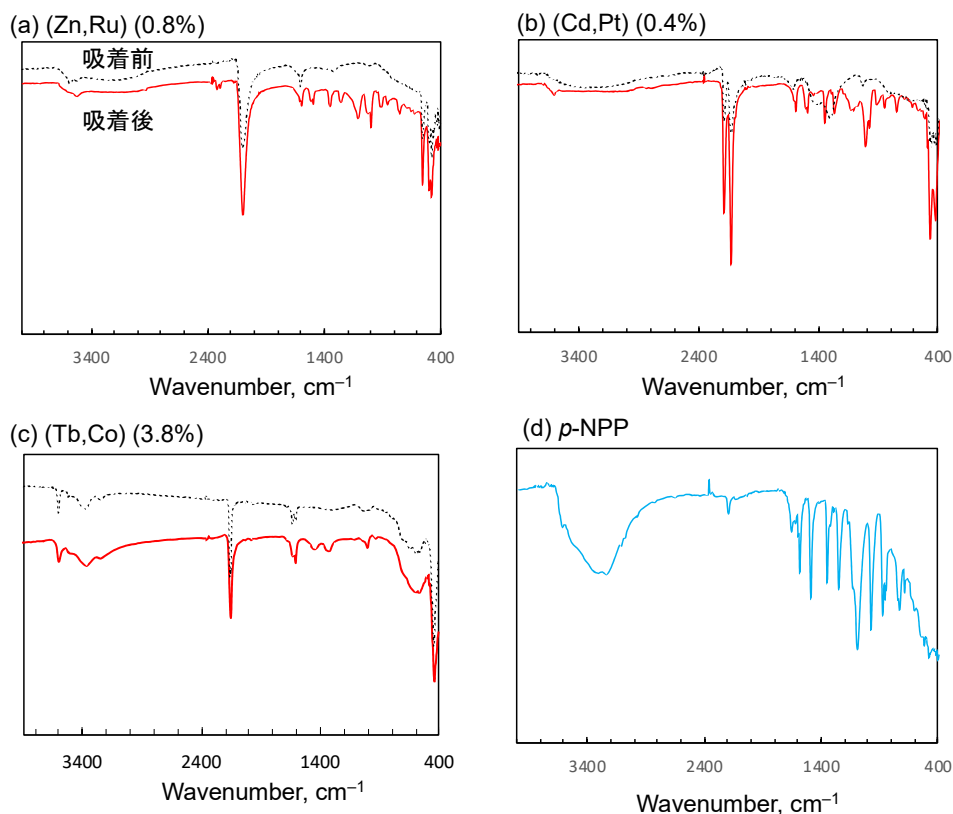 (a) (Zn,Ru) (0.8%)
吸着前
吸着後
3400 2400 1400 400
Wavenumber, cm–1
(b) (Cd,Pt) (0.4%)
3400 2400 1400 400
Wavenumber, cm–1
(c) (Tb,Co) (3.8%)
3400 2400 1400 400
Wavenumber, cm–1
(d) p-NPP
3400 2400 1400 400
Wavenumber, cm–1